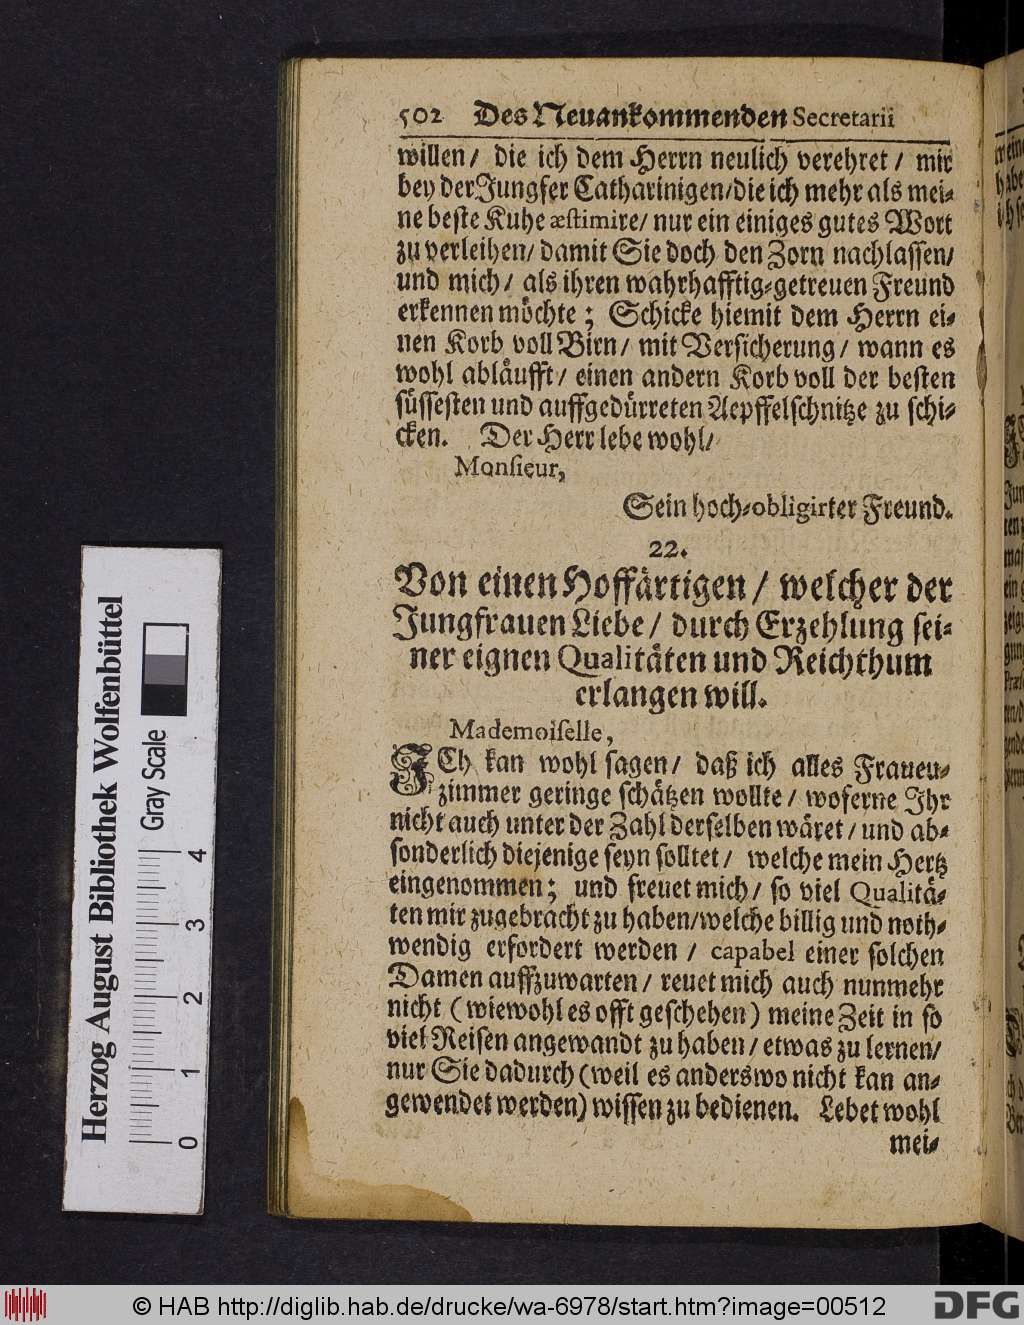 502 Des Neuankommenden Secretarii
willen/ die ich dem Herrn neulich verehret/ mir
bey der Jungfer Catharinigen/die ich mehr als mei-
ne beste Kuhe æstimire/ nur ein einiges gutes Wort
zu verleihen/ damit Sie doch den Zorn nachlassen/
und mich/ als ihren wahrhafftig-getreuen Freund
erkennen möchte; Schicke hiemit dem Herrn ei-
nen Korb voll Birn/ mit Versicherung/ wann es
wohl abläufft/ einen andern Korb voll der besten
süssesten und auffgedürreten Aepffelschnitze zu schi-
cken. Der Herr lebe wohl/
Monsieur,
Sein hoch-obligirter Freund.
22.
Von einen Hoffärtigen/ welcher der
Jungfrauen Liebe/ durch Erzehlung sei-
ner eignen Qualitäten und Reichthum
erlangen will.
Mademoiselle,
ICh kan wohl sagen/ daß ich alles Frauen-
zimmer geringe schätzen wollte/ woferne Ihr
nicht auch unter der Zahl derselben wäret/ und ab-
sonderlich diejenige seyn solltet/ welche mein Hertz
eingenommen; und freuet mich/ so viel Qualitä-
ten mir zugebracht zu haben/welche billig und noth-
wendig erfordert werden/ capabel einer solchen
Damen auffzuwarten/ reuet mich auch nunmehr
nicht (wiewohl es offt geschehen) meine Zeit in so
viel Reisen angewandt zu haben/ etwas zu lernen/
nur Sie dadurch (weil es anderswo nicht kan an-
gewendet werden) wissen zu bedienen. Lebet wohl
mei-
Herzog August Bibliothek Wolfenbüttel
Gray Scale
0 1 2 3 4
© HAB http://diglib.hab.de/drucke/wa-6978/start.htm?image=00512
DFG